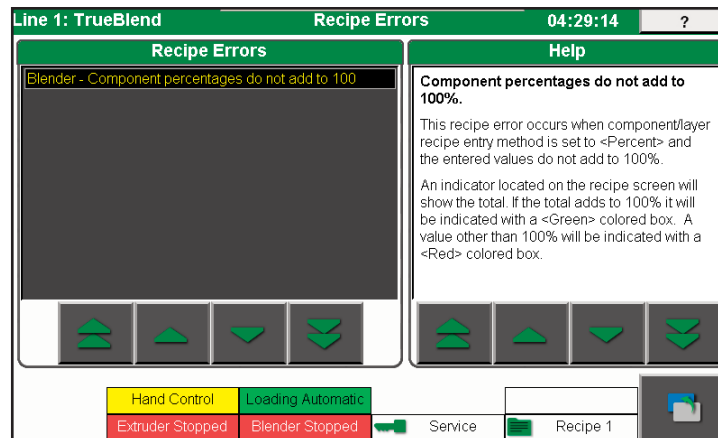 Line 1: TrueBlend Recipe Errors 04:29:14 ?
Recipe Errors
Blender - Component percentages do not add to 100
Help
Component percentages do not add to
100%.
This recipe error occurs when component/layer
recipe entry method is set to <Percent> and
the entered values do not add to 100%.
An indicator located on the recipe screen will
show the total. If the total adds to 100% it will
be indicated with a <Green> colored box. A
value other than 100% will be indicated with a
<Red> colored box.
Hand Control Loading Automatic
Extruder Stopped Blender Stopped Service Recipe 1